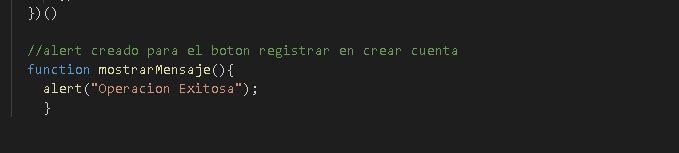 })()
//alert creado para el boton registrar en crear cuenta
function mostrarMensaje(){
alert("Operacion Exitosa");
}